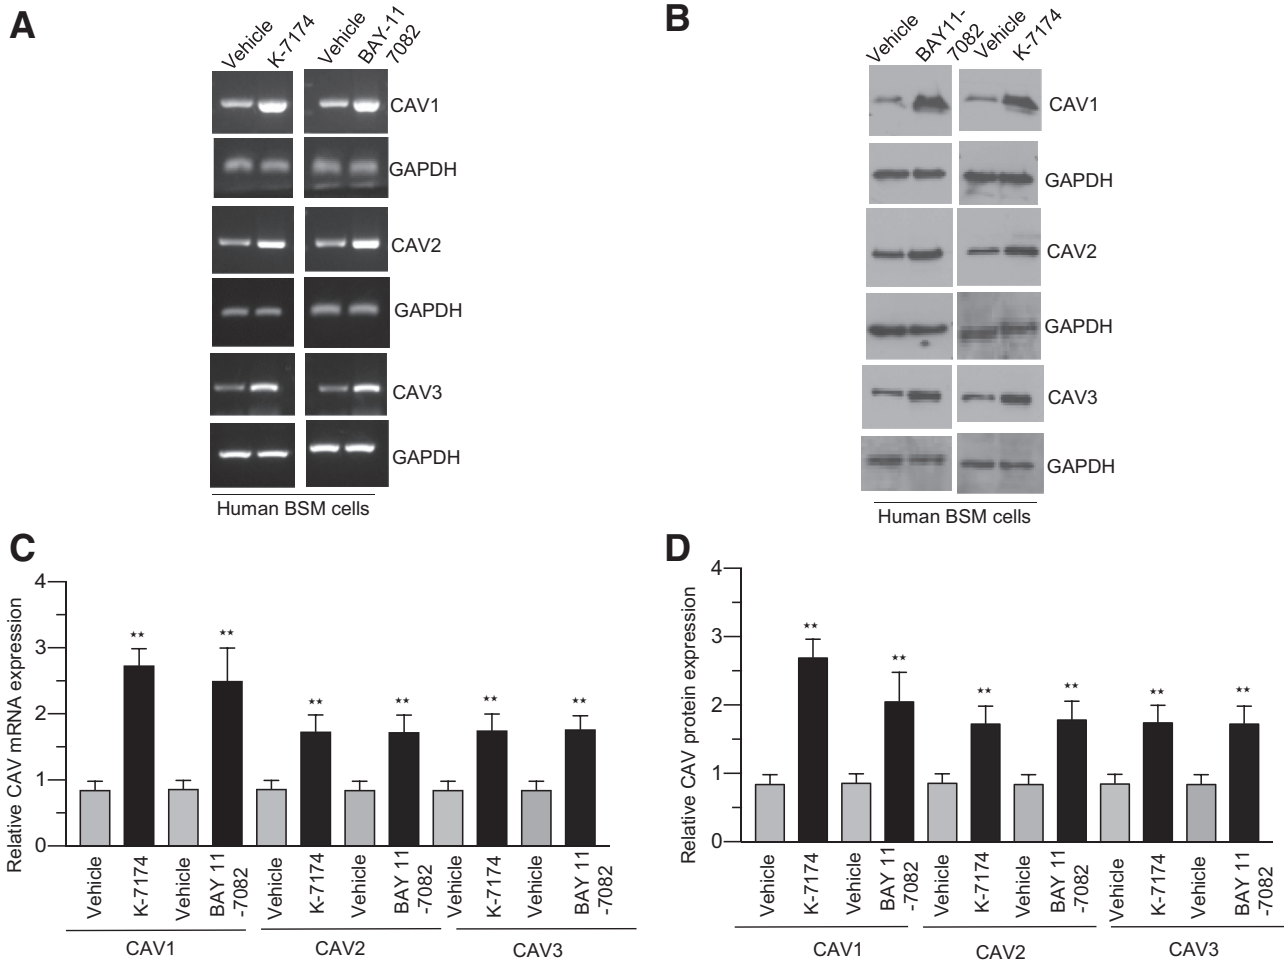 A
Vehicle
K-7174
Vehicle
BAY-11
7082
CAV1
GAPDH
CAV2
GAPDH
CAV3
GAPDH
Human BSM cells
B
Vehicle
BAY11-
7082
Vehicle
K-7174
CAV1
GAPDH
CAV2
GAPDH
CAV3
GAPDH
Human BSM cells
C
Relative CAV mRNA expression
4
3
2
1
0
** ** ** ** ** **
Vehicle
K-7174
Vehicle
BAY 11
-7082
Vehicle
K-7174
Vehicle
BAY 11
-7082
Vehicle
K-7174
Vehicle
BAY 11
-7082
CAV1 CAV2 CAV3
D
Relative CAV protein expression
4
3
2
1
0
** ** ** ** ** **
Vehicle
K-7174
Vehicle
BAY 11
-7082
Vehicle
K-7174
Vehicle
BAY 11
-7082
Vehicle
K-7174
Vehicle
BAY 11
-7082
CAV1 CAV2 CAV3